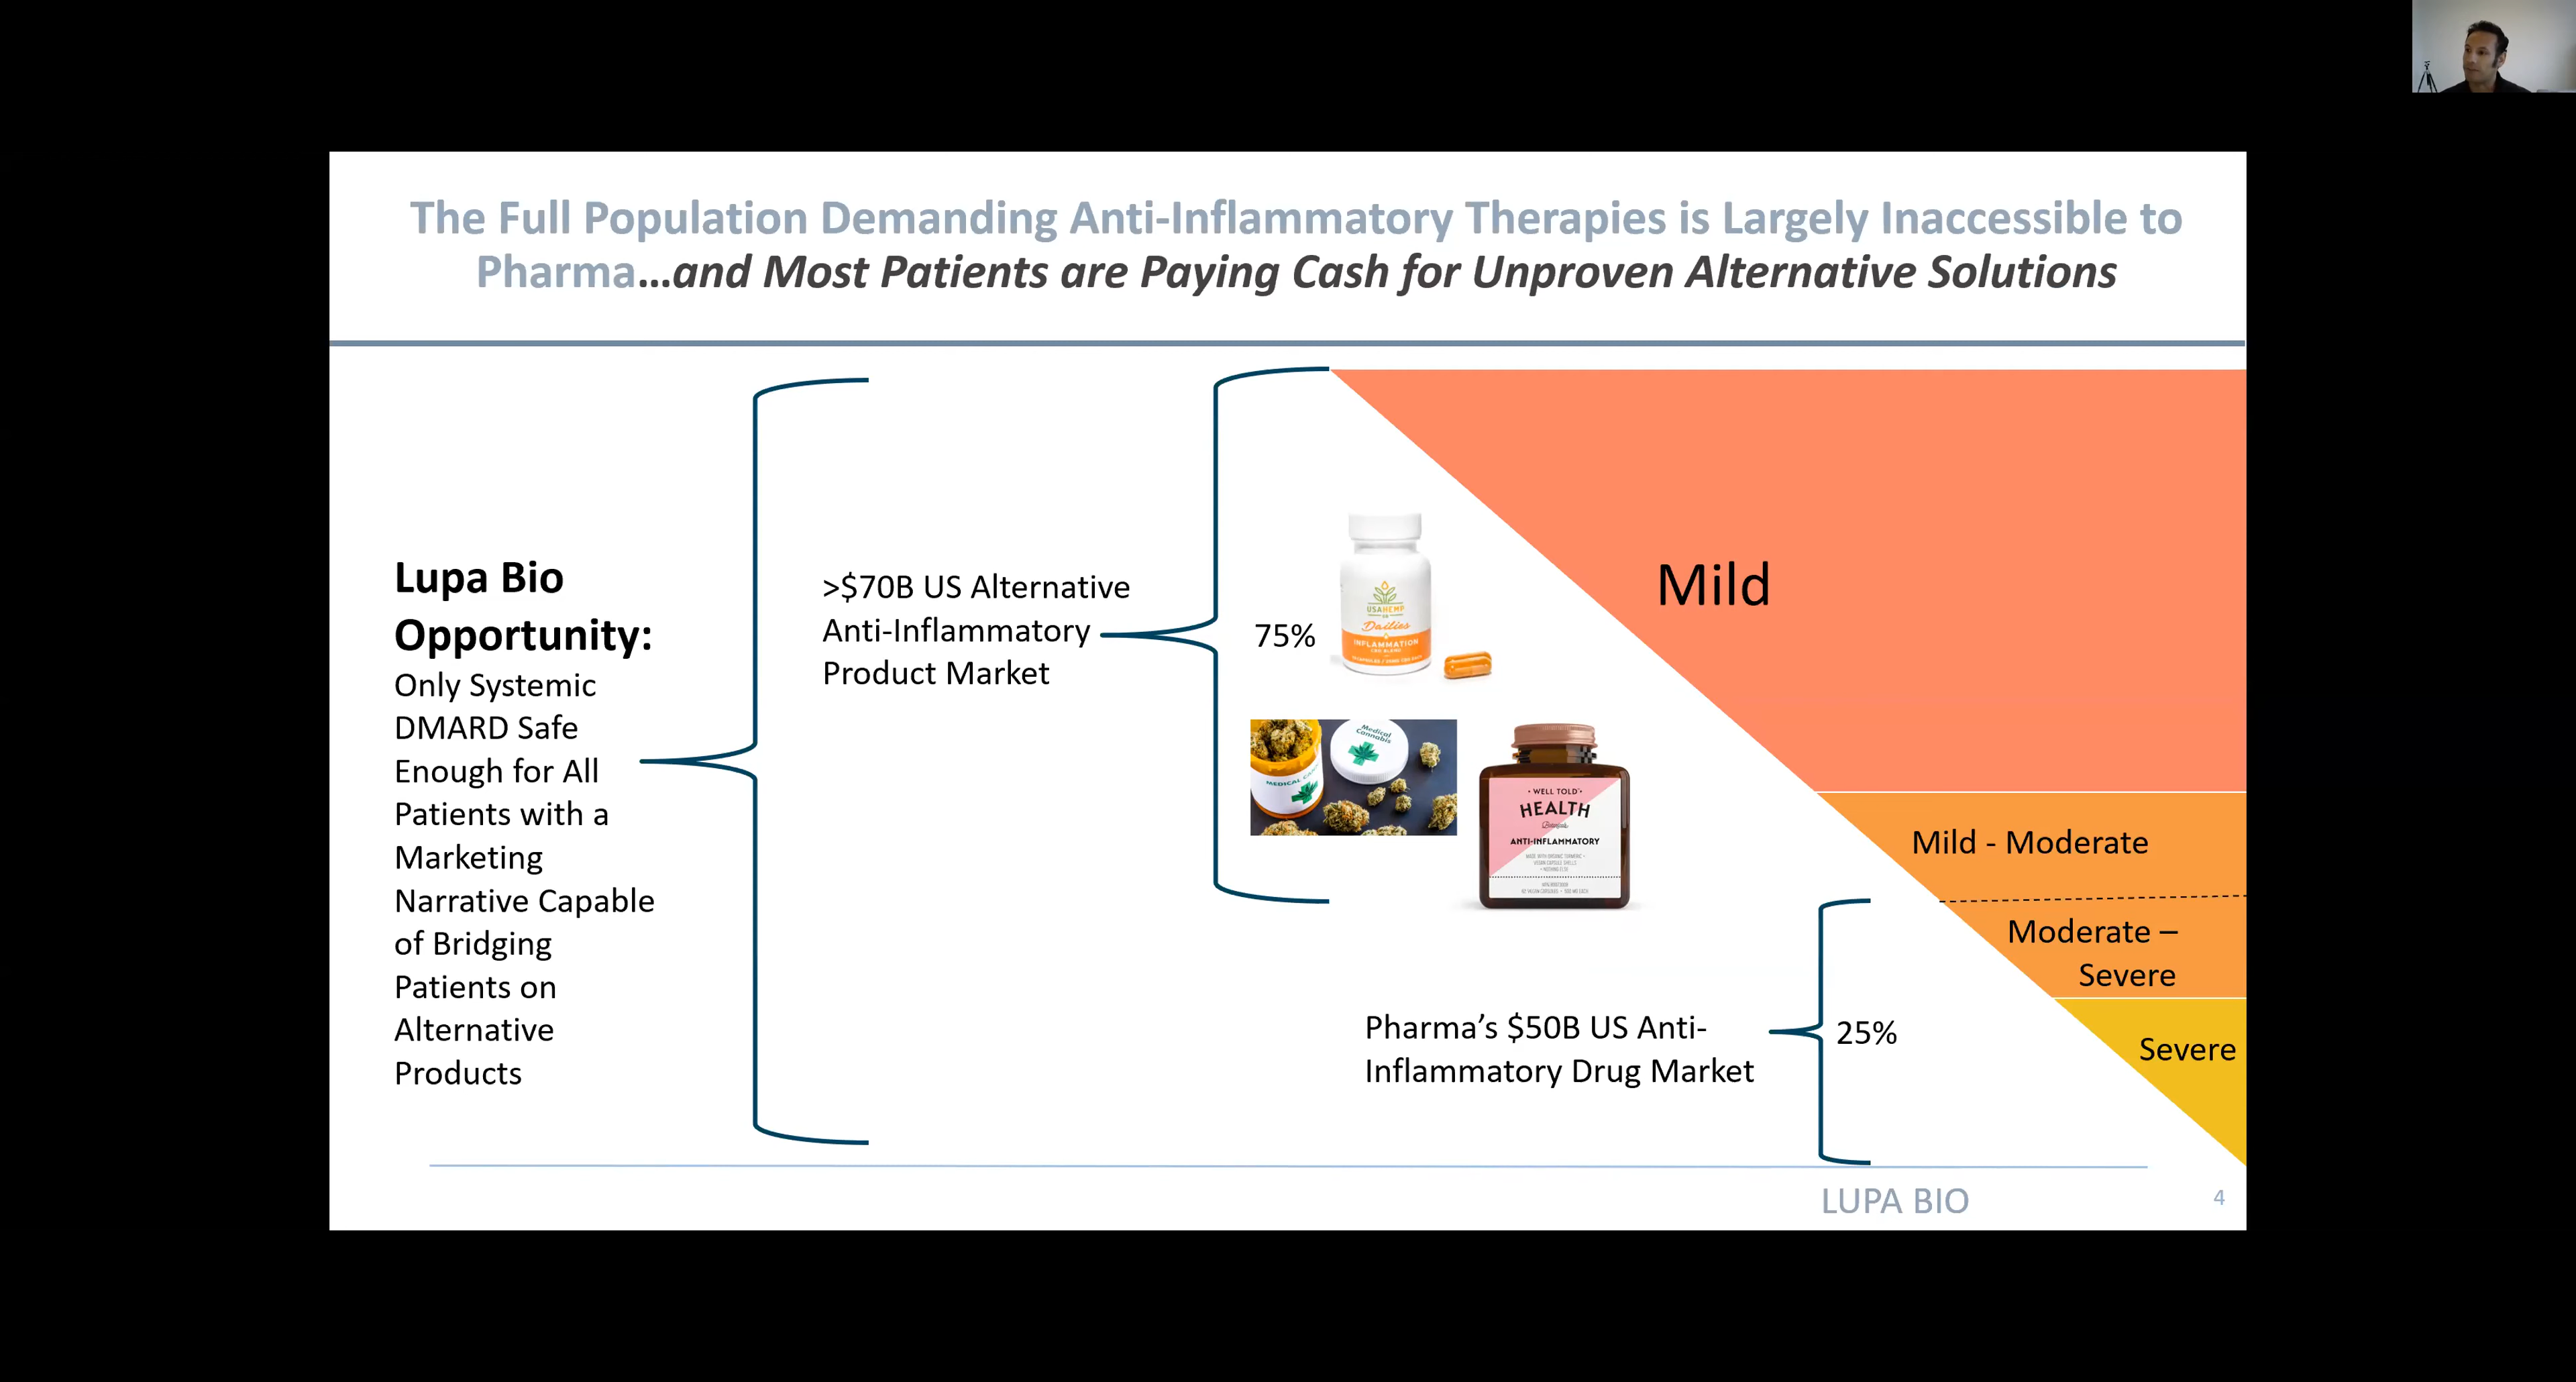 The Full Population Demanding Anti-Inflammatory Therapies is Largely Inaccessible to
Pharma...and Most Patients are Paying Cash for Unproven Alternative Solutions
Lupa Bio
Opportunity:
Only Systemic
DMARD Safe
Enough for All
Patients with a
Marketing
Narrative Capable
of Bridging
Patients on
Alternative
Products
>$70B US Alternative
Anti-Inflammatory
Product Market
75%
USAHEMP
Dailies
INFLAMMATION
Medical
Cannabis
MEDICAL
• WELL TOLD •
HEALTH
ANTI-INFLAMMATORY
Mild
Mild - Moderate
Moderate –
Severe
Severe
Pharma’s $50B US Anti-
Inflammatory Drug Market
25%
LUPA BIO
4